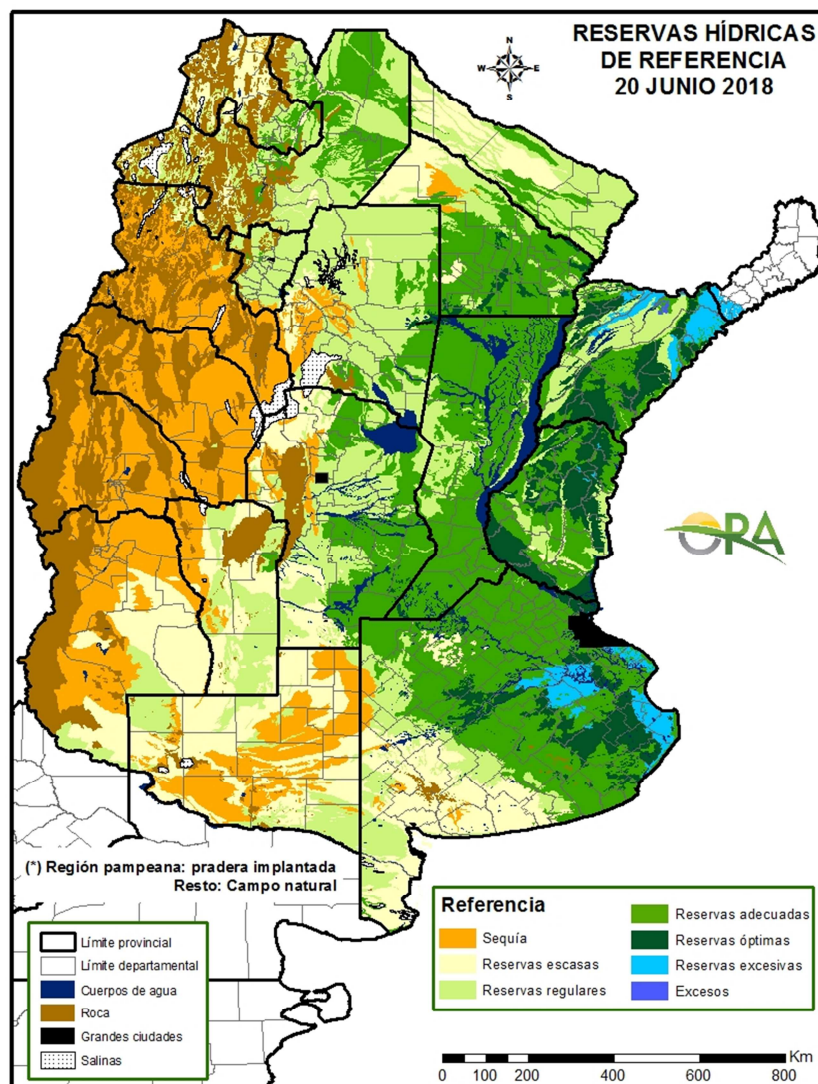 RESERVAS HÍDRICAS
DE REFERENCIA
20 JUNIO 2018
N
W E
S
ORA
(*) Región pampeana: pradera implantada
Resto: Campo natural
Límite provincial
Límite departamental
Cuerpos de agua
Roca
Grandes ciudades
Salinas
Referencia
Sequía
Reservas escasas
Reservas regulares
Reservas adecuadas
Reservas óptimas
Reservas excesivas
Excesos
Km
0 100 200 400 600 800